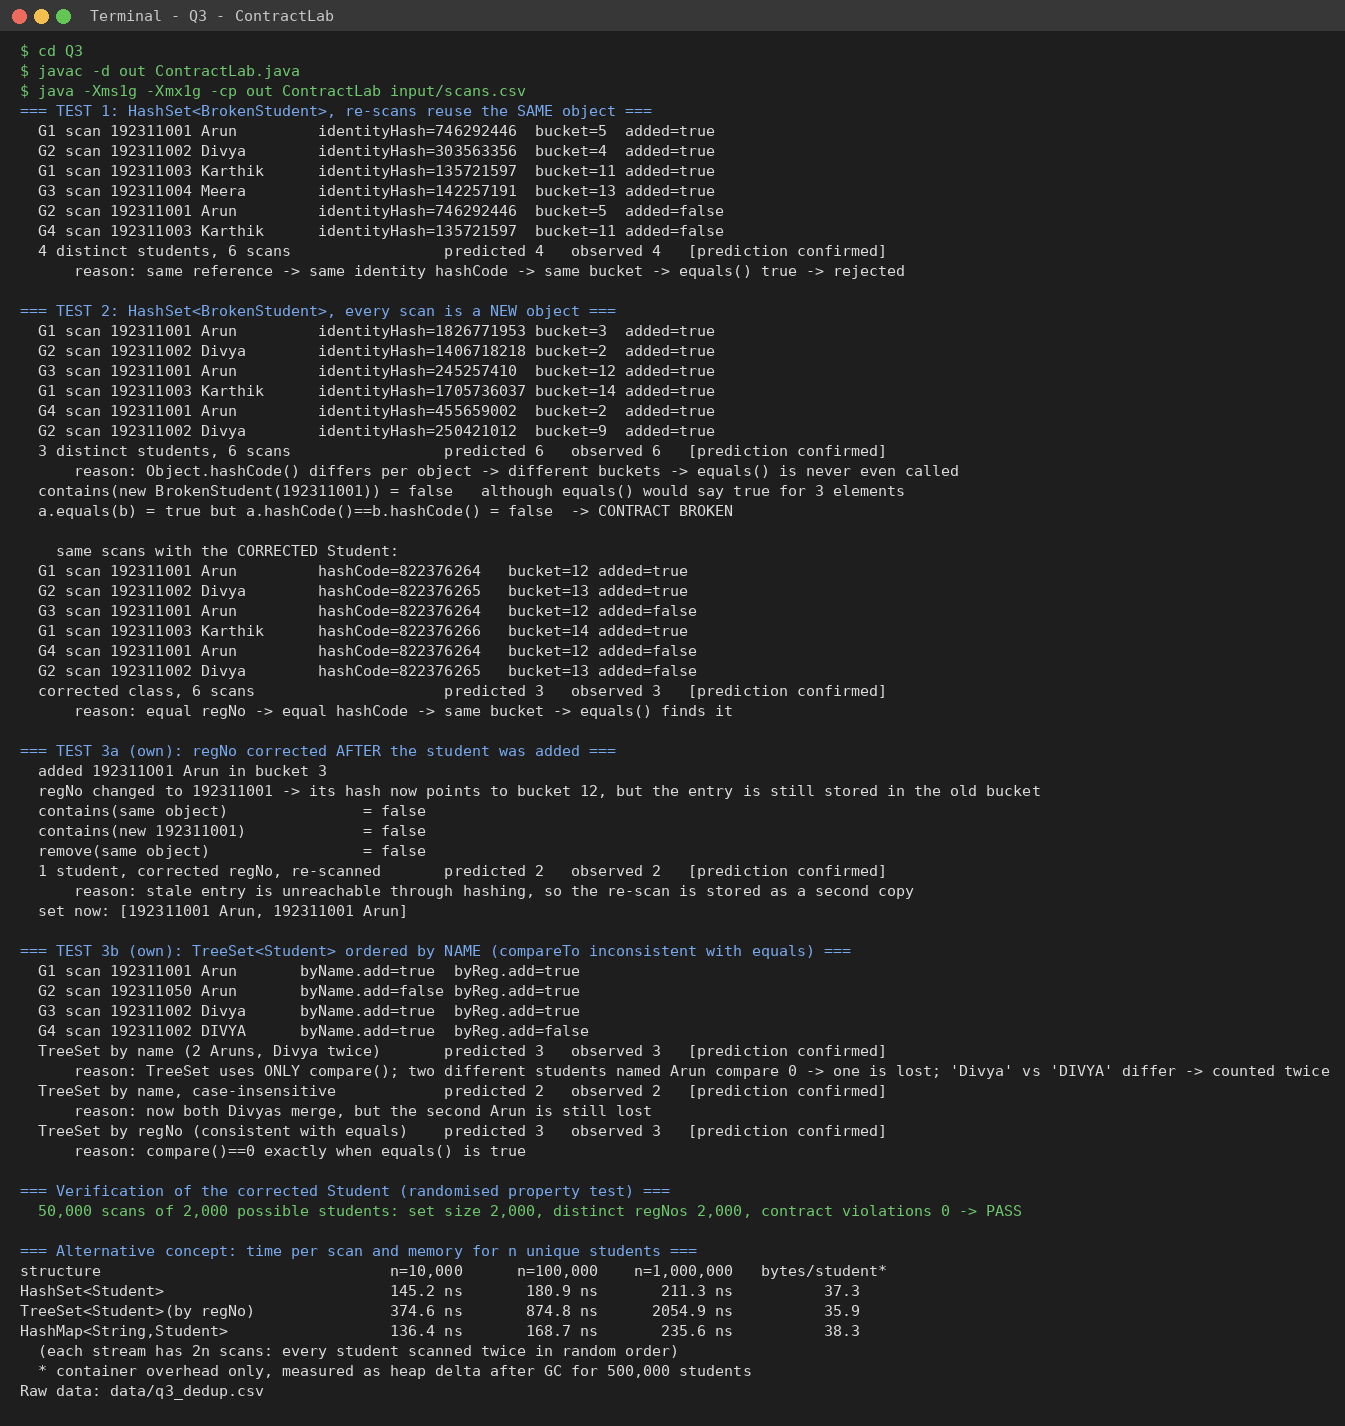 Terminal - Q3 - ContractLab
$ cd Q3
$ javac -d out ContractLab.java
$ java -Xms1g -Xmx1g -cp out ContractLab input/scans.csv
=== TEST 1: HashSet<BrokenStudent>, re-scans reuse the SAME object ===
  G1 scan 192311001 Arun         identityHash=746292446  bucket=5  added=true
  G2 scan 192311002 Divya        identityHash=303563356  bucket=4  added=true
  G1 scan 192311003 Karthik      identityHash=135721597  bucket=11 added=true
  G3 scan 192311004 Meera        identityHash=142257191  bucket=13 added=true
  G2 scan 192311001 Arun         identityHash=746292446  bucket=5  added=false
  G4 scan 192311003 Karthik      identityHash=135721597  bucket=11 added=false
  4 distinct students, 6 scans                 predicted 4   observed 4   [prediction confirmed]
      reason: same reference -> same identity hashCode -> same bucket -> equals() true -> rejected
=== TEST 2: HashSet<BrokenStudent>, every scan is a NEW object ===
  G1 scan 192311001 Arun         identityHash=1826771953 bucket=3  added=true
  G2 scan 192311002 Divya        identityHash=1406718218 bucket=2  added=true
  G3 scan 192311001 Arun         identityHash=245257410  bucket=12 added=true
  G1 scan 192311003 Karthik      identityHash=1705736037 bucket=14 added=true
  G4 scan 192311001 Arun         identityHash=455659002  bucket=2  added=true
  G2 scan 192311002 Divya        identityHash=250421012  bucket=9  added=true
  3 distinct students, 6 scans                 predicted 6   observed 6   [prediction confirmed]
      reason: Object.hashCode() differs per object -> different buckets -> equals() is never even called
  contains(new BrokenStudent(192311001)) = false   although equals() would say true for 3 elements
  a.equals(b) = true but a.hashCode()==b.hashCode() = false  -> CONTRACT BROKEN
    same scans with the CORRECTED Student:
  G1 scan 192311001 Arun         hashCode=822376264   bucket=12 added=true
  G2 scan 192311002 Divya        hashCode=822376265   bucket=13 added=true
  G3 scan 192311001 Arun         hashCode=822376264   bucket=12 added=false
  G1 scan 192311003 Karthik      hashCode=822376266   bucket=14 added=true
  G4 scan 192311001 Arun         hashCode=822376264   bucket=12 added=false
  G2 scan 192311002 Divya        hashCode=822376265   bucket=13 added=false
  corrected class, 6 scans                     predicted 3   observed 3   [prediction confirmed]
      reason: equal regNo -> equal hashCode -> same bucket -> equals() finds it
=== TEST 3a (own): regNo corrected AFTER the student was added ===
  added 192311O01 Arun in bucket 3
  regNo changed to 192311001 -> its hash now points to bucket 12, but the entry is still stored in the old bucket
  contains(same object)               = false
  contains(new 192311001)             = false
  remove(same object)                 = false
  1 student, corrected regNo, re-scanned       predicted 2   observed 2   [prediction confirmed]
      reason: stale entry is unreachable through hashing, so the re-scan is stored as a second copy
  set now: [192311001 Arun, 192311001 Arun]
=== TEST 3b (own): TreeSet<Student> ordered by NAME (compareTo inconsistent with equals) ===
  G1 scan 192311001 Arun       byName.add=true  byReg.add=true
  G2 scan 192311050 Arun       byName.add=false byReg.add=true
  G3 scan 192311002 Divya      byName.add=true  byReg.add=true
  G4 scan 192311002 DIVYA      byName.add=true  byReg.add=false
  TreeSet by name (2 Aruns, Divya twice)       predicted 3   observed 3   [prediction confirmed]
      reason: TreeSet uses ONLY compare(); two different students named Arun compare 0 -> one is lost; 'Divya' vs 'DIVYA' differ -> counted twice
  TreeSet by name, case-insensitive            predicted 2   observed 2   [prediction confirmed]
      reason: now both Divyas merge, but the second Arun is still lost
  TreeSet by regNo (consistent with equals)    predicted 3   observed 3   [prediction confirmed]
      reason: compare()==0 exactly when equals() is true
=== Verification of the corrected Student (randomised property test) ===
  50,000 scans of 2,000 possible students: set size 2,000, distinct regNos 2,000, contract violations 0 -> PASS
=== Alternative concept: time per scan and memory for n unique students ===
structure                                n=10,000      n=100,000    n=1,000,000   bytes/student*
HashSet<Student>                         145.2 ns       180.9 ns       211.3 ns          37.3
TreeSet<Student>(by regNo)               374.6 ns       874.8 ns      2054.9 ns          35.9
HashMap<String,Student>                  136.4 ns       168.7 ns       235.6 ns          38.3
  (each stream has 2n scans: every student scanned twice in random order)
  * container overhead only, measured as heap delta after GC for 500,000 students
Raw data: data/q3_dedup.csv